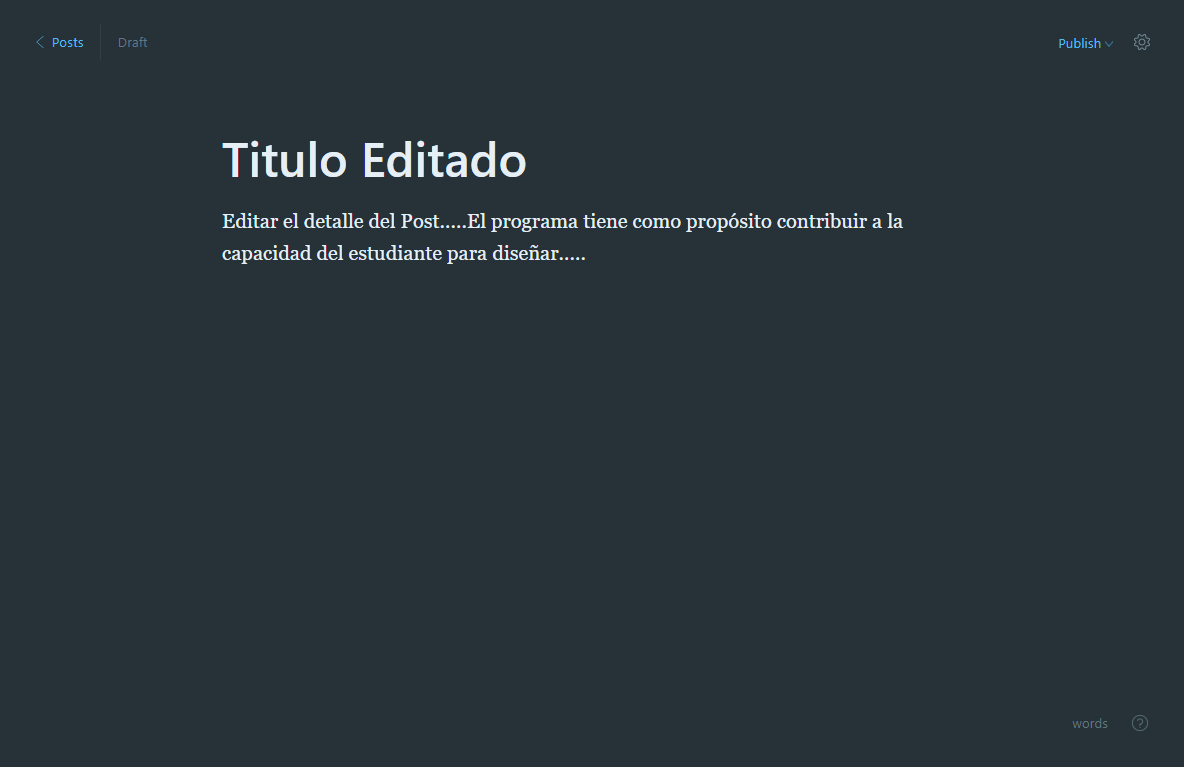 Posts
Draft
Publish
Titulo Editado
Editar el detalle del Post.....El programa tiene como propósito contribuir a la
capacidad del estudiante para diseñar.....
words
?